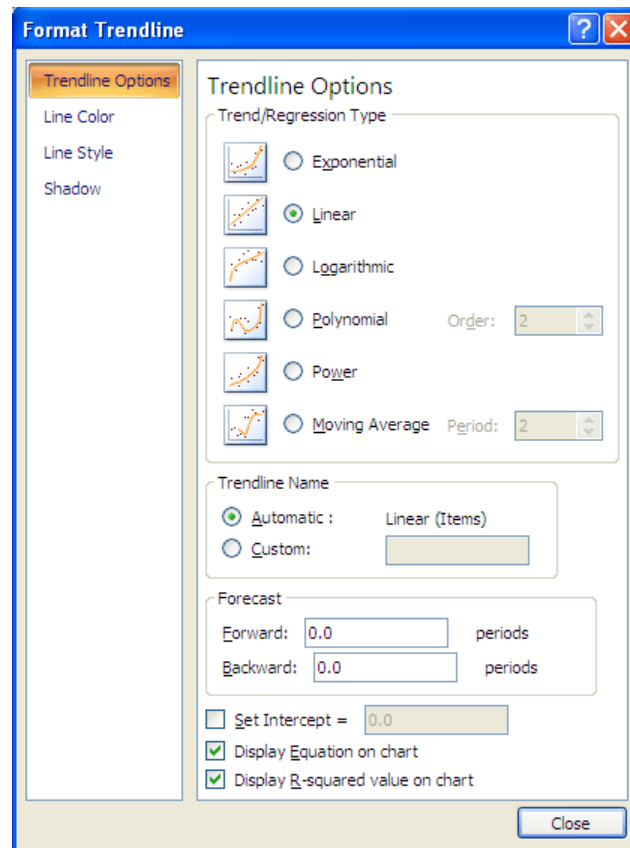 Format Trendline
Trendline Options
Line Color
Line Style
Shadow
Trendline Options
Trend/Regression Type
Exponential
Linear
Logarithmic
Polynomial Order: 2
Power
Moving Average Period: 2
Trendline Name
Automatic : Linear (Items)
Custom:
Forecast
Forward: 0.0 periods
Backward: 0.0 periods
Set Intercept = 0.0
Display Equation on chart
Display R-squared value on chart
Close